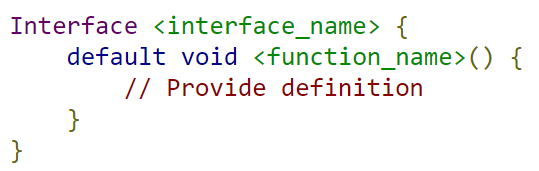 Interface <interface_name> {
    default void <function_name>() {
        // Provide definition
    }
}